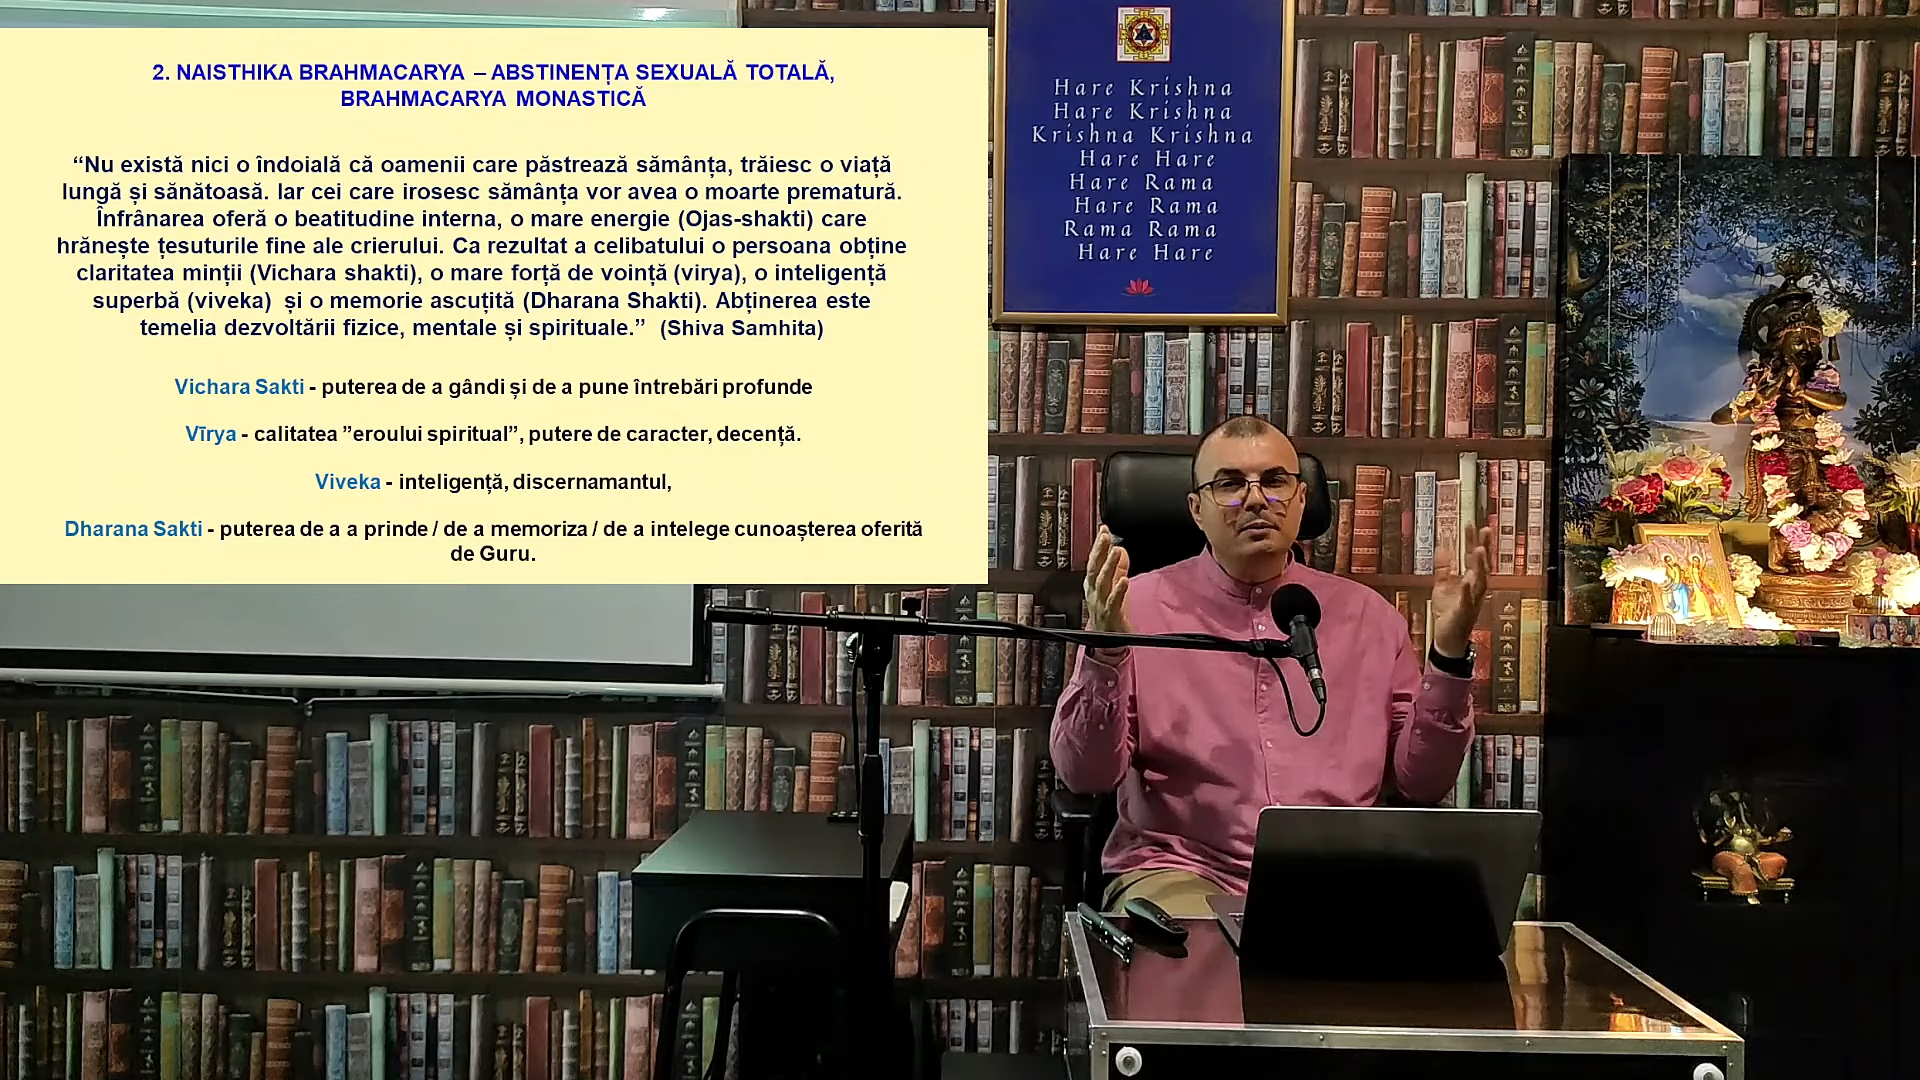 2. NAISTHIKA BRAHMACARYA – ABSTINENȚA SEXUALĂ TOTALĂ,
BRAHMACARYA MONASTICĂ
“Nu există nici o îndoială că oamenii care păstrează sămânța, trăiesc o viață
lungă și sănătoasă. Iar cei care irosesc sămânța vor avea o moarte prematură.
Înfrânarea oferă o beatitudine interna, o mare energie (Ojas-shakti) care
hrănește țesuturile fine ale crierului. Ca rezultat a celibatului o persoana obține
claritatea minții (Vichara shakti), o mare forță de voință (virya), o inteligență
superbă (viveka) și o memorie ascuțită (Dharana Shakti). Abținerea este
temelia dezvoltării fizice, mentale și spirituale.” (Shiva Samhita)
Vichara Sakti - puterea de a gândi și de a pune întrebări profunde
Vīrya - calitatea ”eroului spiritual”, putere de caracter, decență.
Viveka - inteligență, discernamantul,
Dharana Sakti - puterea de a a prinde / de a memoriza / de a intelege cunoașterea oferită
de Guru.
Hare Krishna
Hare Krishna
Krishna Krishna
Hare Hare
Hare Rama
Hare Rama
Rama Rama
Hare Hare